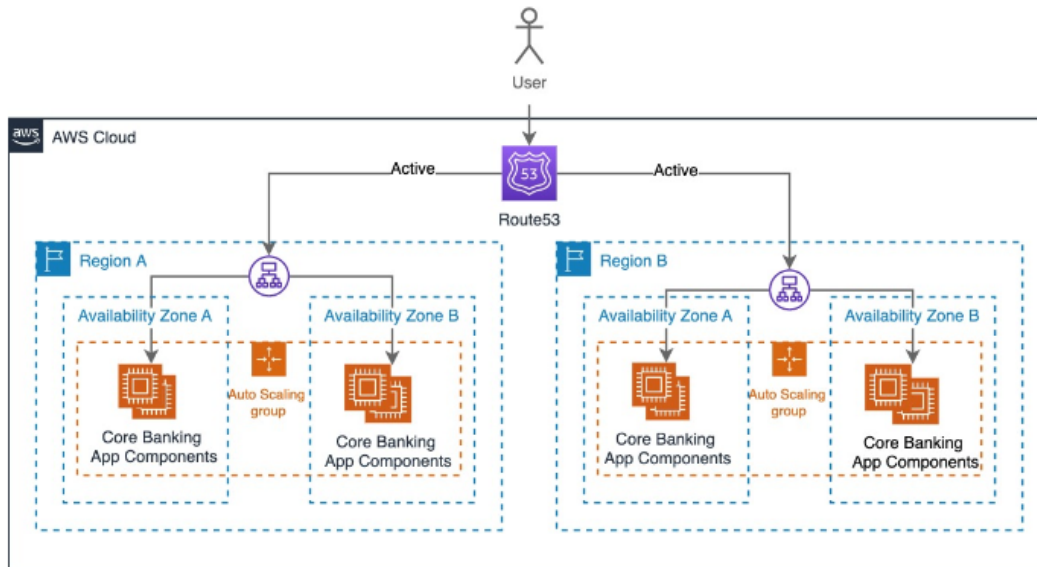 User
aws
AWS Cloud
Active
Active
53
Route53
Region A
Region B
Availability Zone A
Availability Zone B
Availability Zone A
Availability Zone B
Auto Scaling
group
Auto Scaling
group
Core Banking
App Components
Core Banking
App Components
Core Banking
App Components
Core Banking
App Components